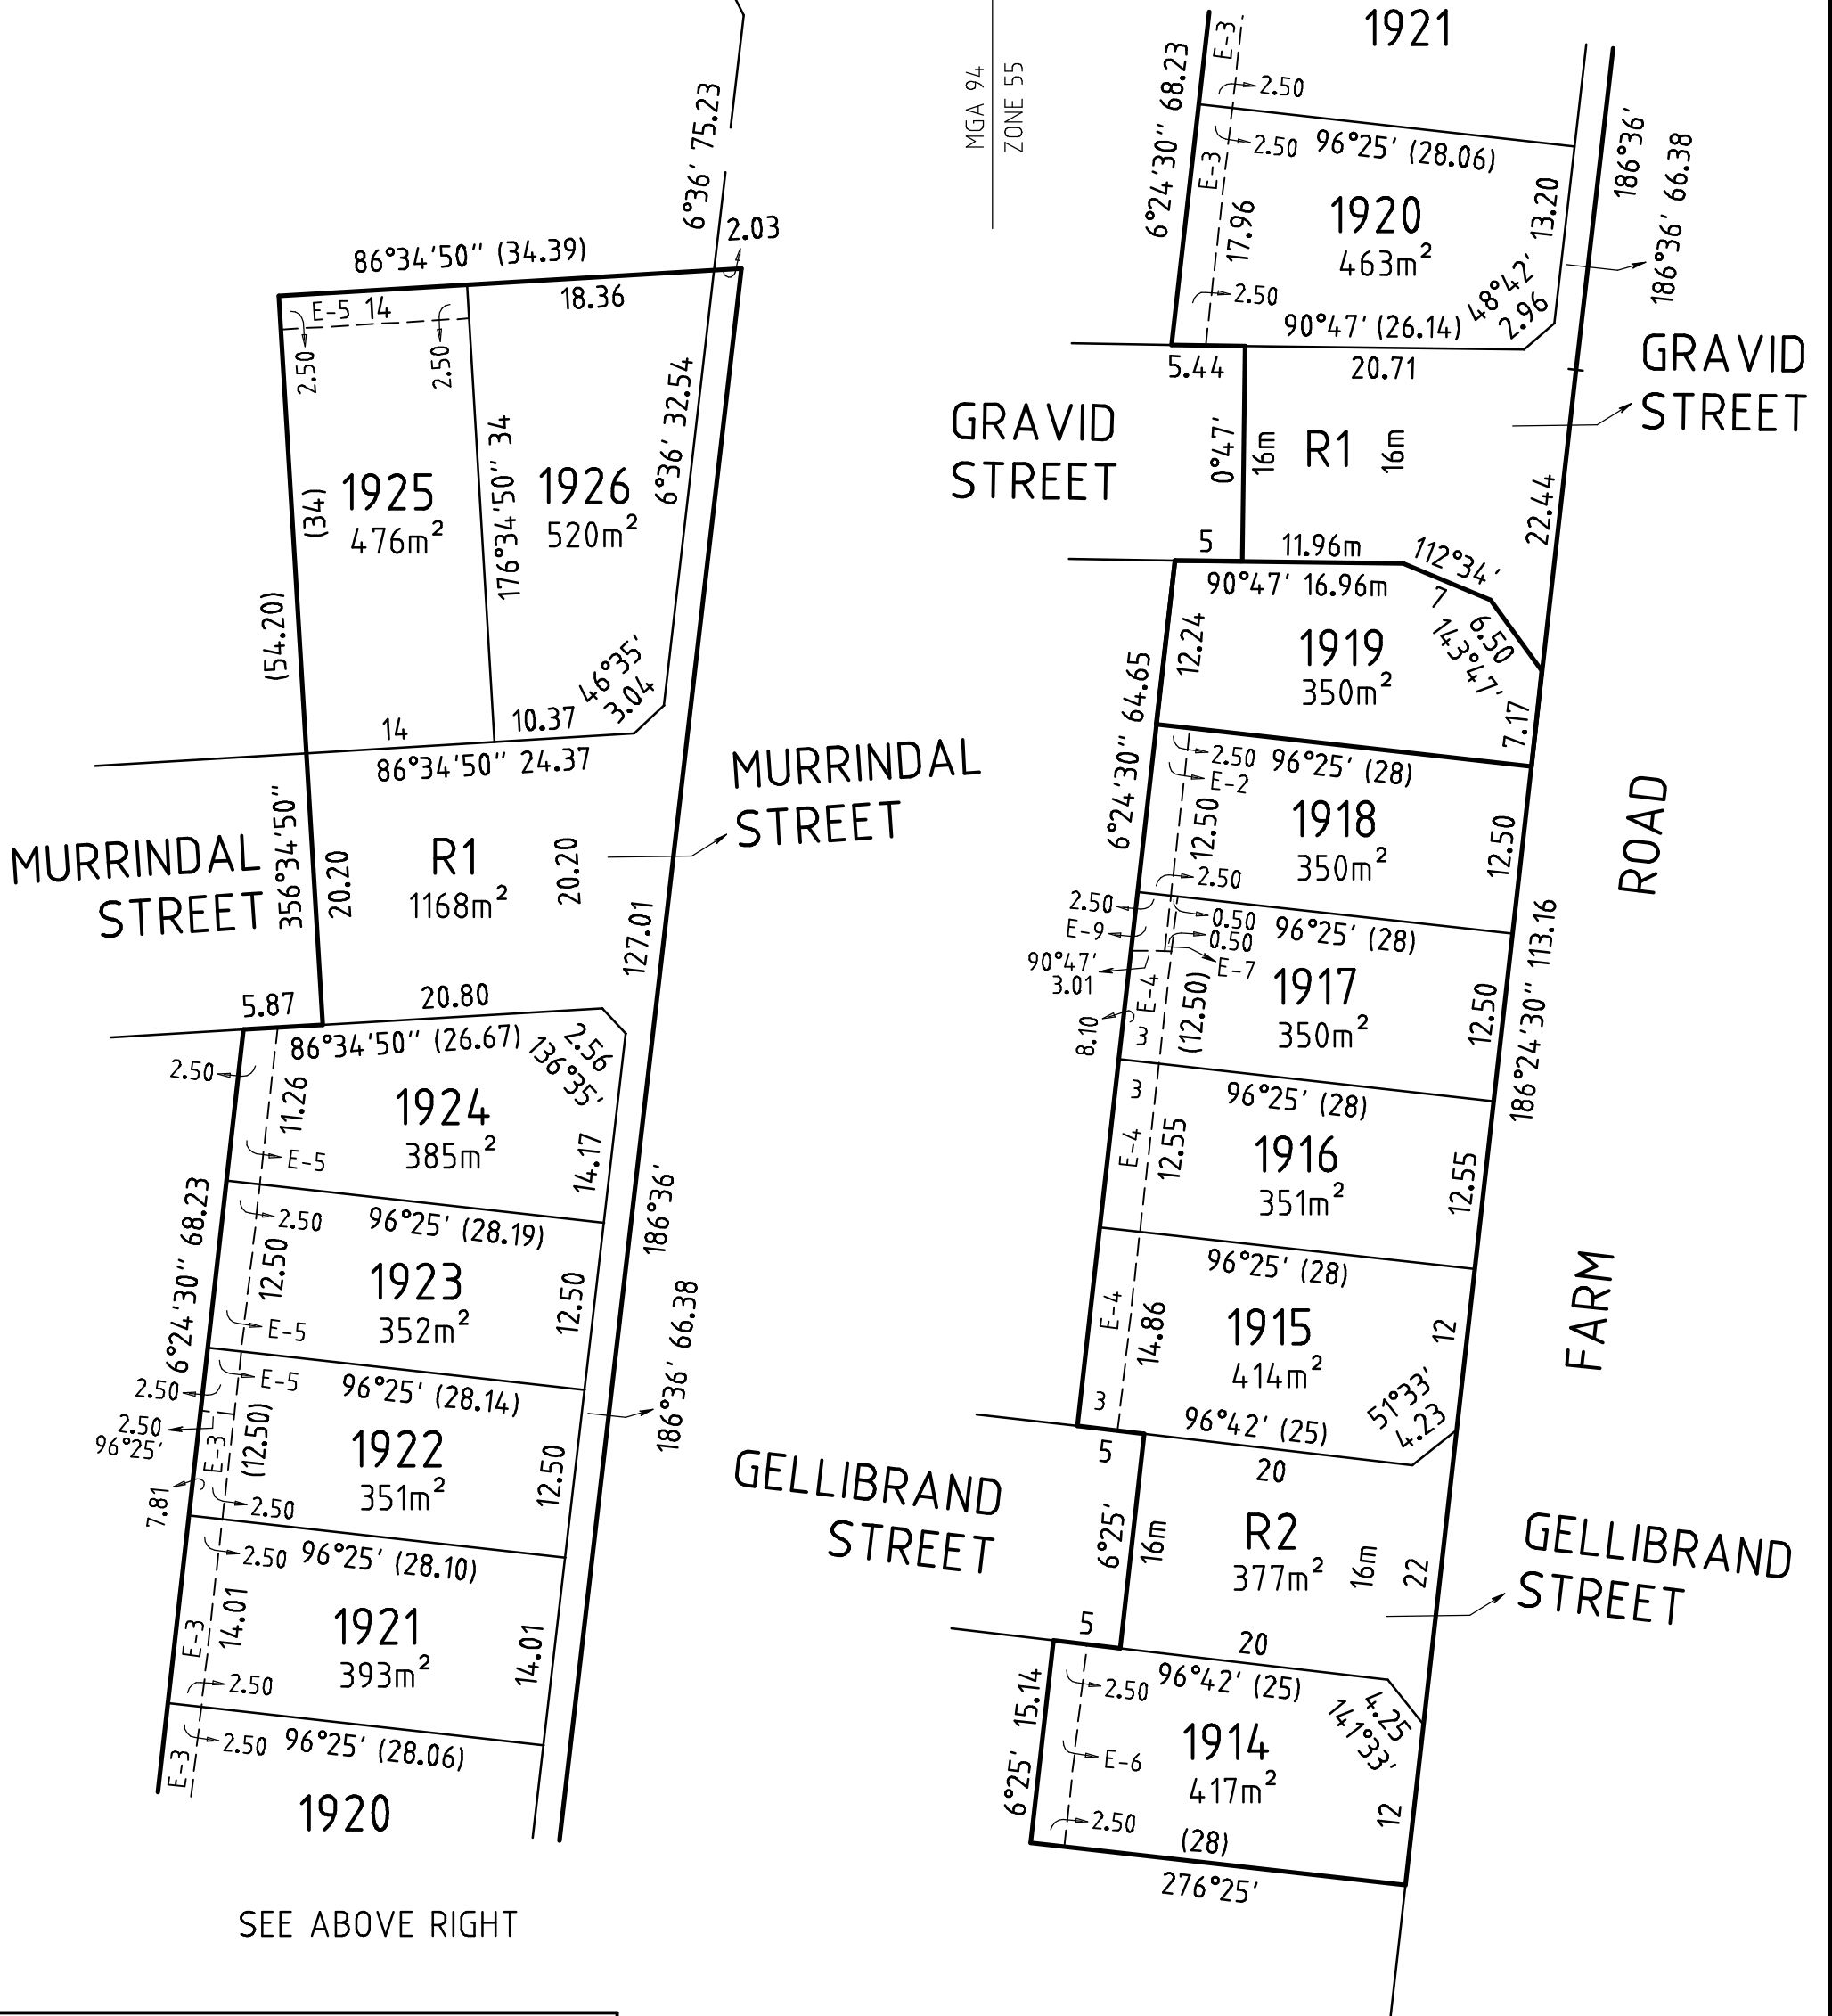 6°36' 75.23
2.03
86°34'50" (34.39)
E-5 14
18.36
2.50
2.50
(34)
1925
476m²
176°34'50" 34
1926
520m²
6°36' 32.54
(54.20)
46°35'
3.04
14
10.37
86°34'50" 24.37
MURRINDAL
STREET
MURRINDAL
STREET
356°34'50"
20.20
R1
1168m²
20.20
127.01
5.87
20.80
86°34'50" (26.67)
2.56
136°35'
2.50
11.26
1924
385m²
E-5
14.17
6°24'30" 68.23
2.50
96°25' (28.19)
12.50
1923
352m²
E-5
12.50
186°36'
186°36' 66.38
E-5
2.50
96°25' (28.14)
2.50
96°25'
E-3
(12.50)
1922
351m²
12.50
7.81
2.50
2.50
96°25' (28.10)
14.01
1921
393m²
E-3
14.01
2.50
2.50
96°25' (28.06)
E-3
1920
SEE ABOVE RIGHT
MGA 94
ZONE 55
1921
E-3
2.50
6°24'30" 68.23
2.50
96°25' (28.06)
E-3
17.96
1920
463m²
13.20
186°36'
186°36' 66.38
48°42'
2.96
2.50
90°47' (26.14)
5.44
20.71
GRAVID
STREET
GRAVID
STREET
0°47'
16m
R1
16m
22.44
5
11.96m
112°34'
90°47' 16.96m
7
6.50
143°47'
12.24
1919
350m²
7.17
6°24'30" 64.65
2.50
96°25' (28)
E-2
12.50
1918
350m²
12.50
ROAD
2.50
2.50
0.50
96°25' (28)
E-9
0.50
E-7
90°47'
3.01
E-4
(12.50)
1917
350m²
12.50
186°24'30" 113.16
8.10
3
3
96°25' (28)
E-4
12.55
1916
351m²
12.55
96°25' (28)
E-4
14.86
1915
414m²
12
FARM
51°33'
4.23
3
96°42' (25)
5
20
GELLIBRAND
STREET
GELLIBRAND
STREET
6°25'
16m
R2
377m²
16m
22
5
20
96°42' (25)
4.25
141°33'
2.50
6°25' 15.14
1914
417m²
E-6
12
2.50
(28)
276°25'